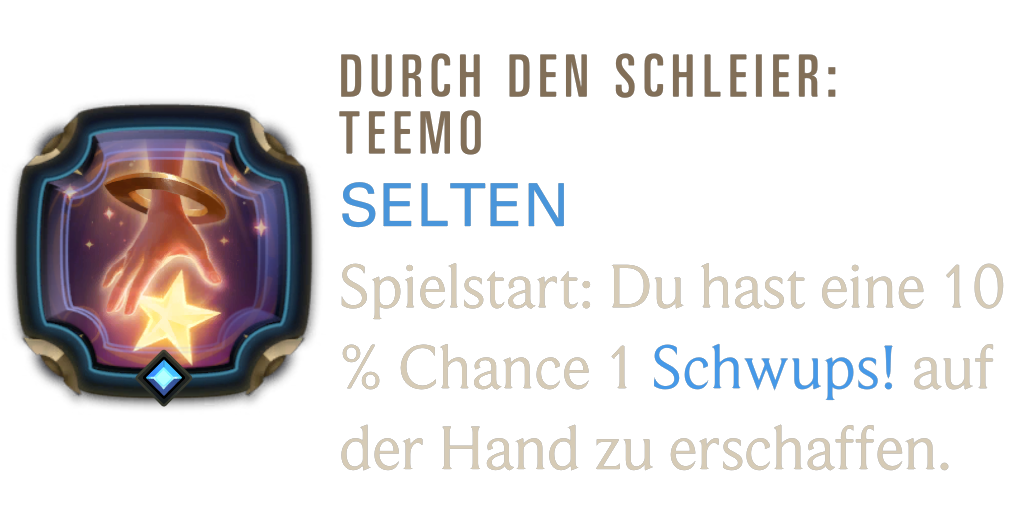 DURCH DEN SCHLEIER:
TEEMO
SELTEN
Spielstart: Du hast eine 10
% Chance 1 Schwups! auf
der Hand zu erschaffen.